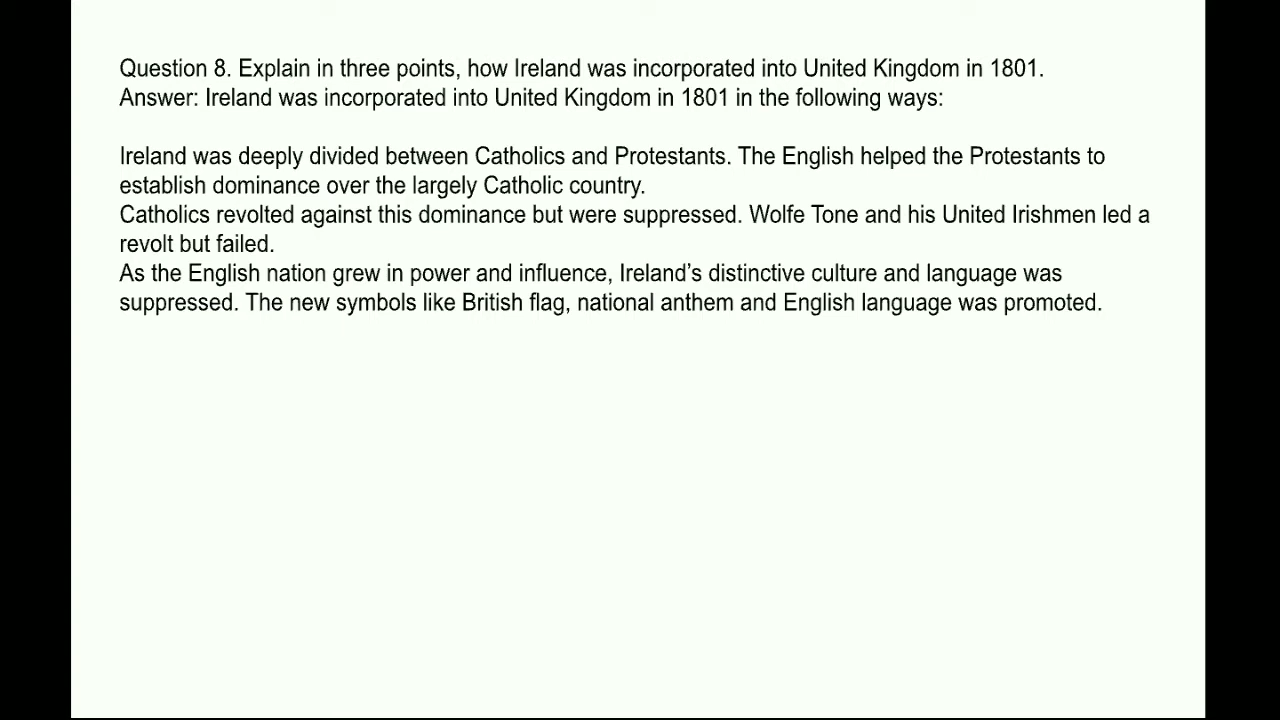 Question 8. Explain in three points, how Ireland was incorporated into United Kingdom in 1801.
Answer: Ireland was incorporated into United Kingdom in 1801 in the following ways:
Ireland was deeply divided between Catholics and Protestants. The English helped the Protestants to
establish dominance over the largely Catholic country.
Catholics revolted against this dominance but were suppressed. Wolfe Tone and his United Irishmen led a
revolt but failed.
As the English nation grew in power and influence, Ireland’s distinctive culture and language was
suppressed. The new symbols like British flag, national anthem and English language was promoted.